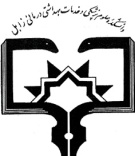 دانشگاه علوم پزشکی و خدمات بهداشتی درمانی زابل